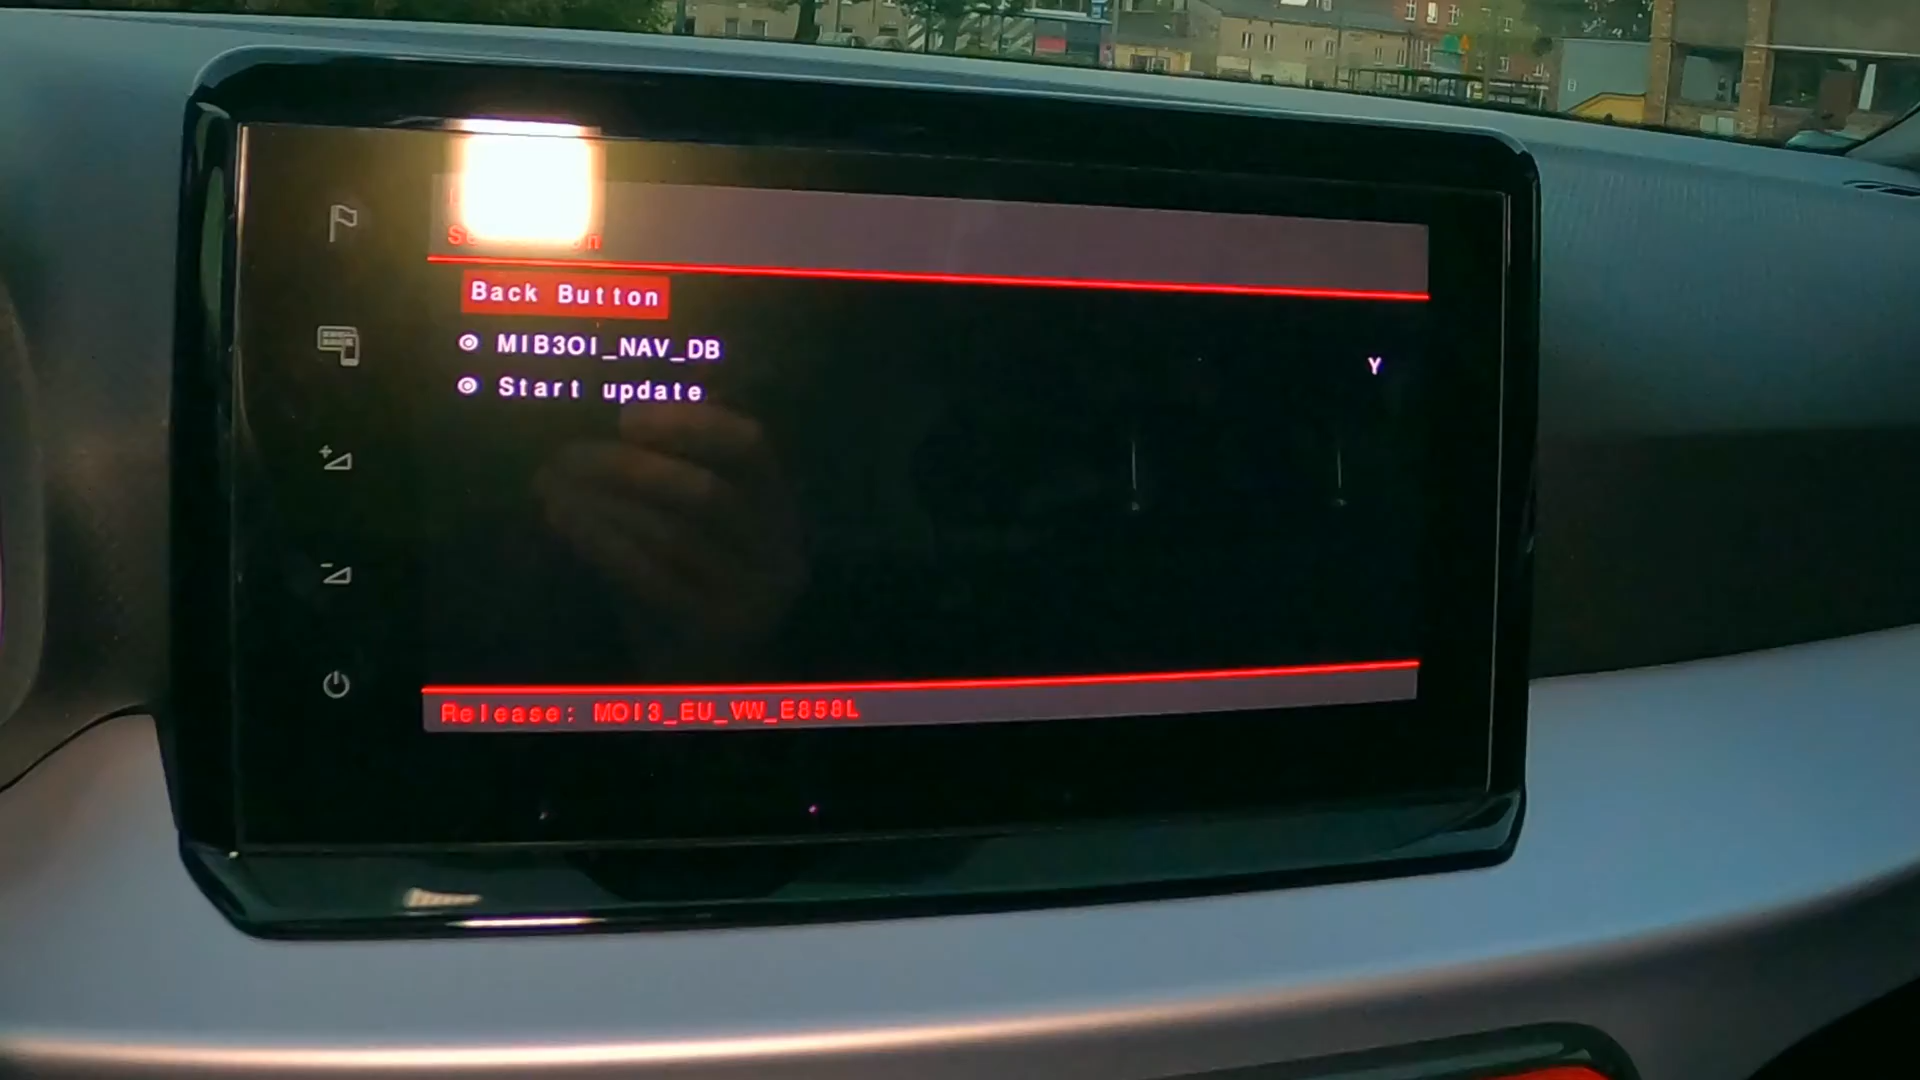 Back Button
MIB3OI_NAV_DB Y
Start update
Release: MOI3_EU_VW_E858L